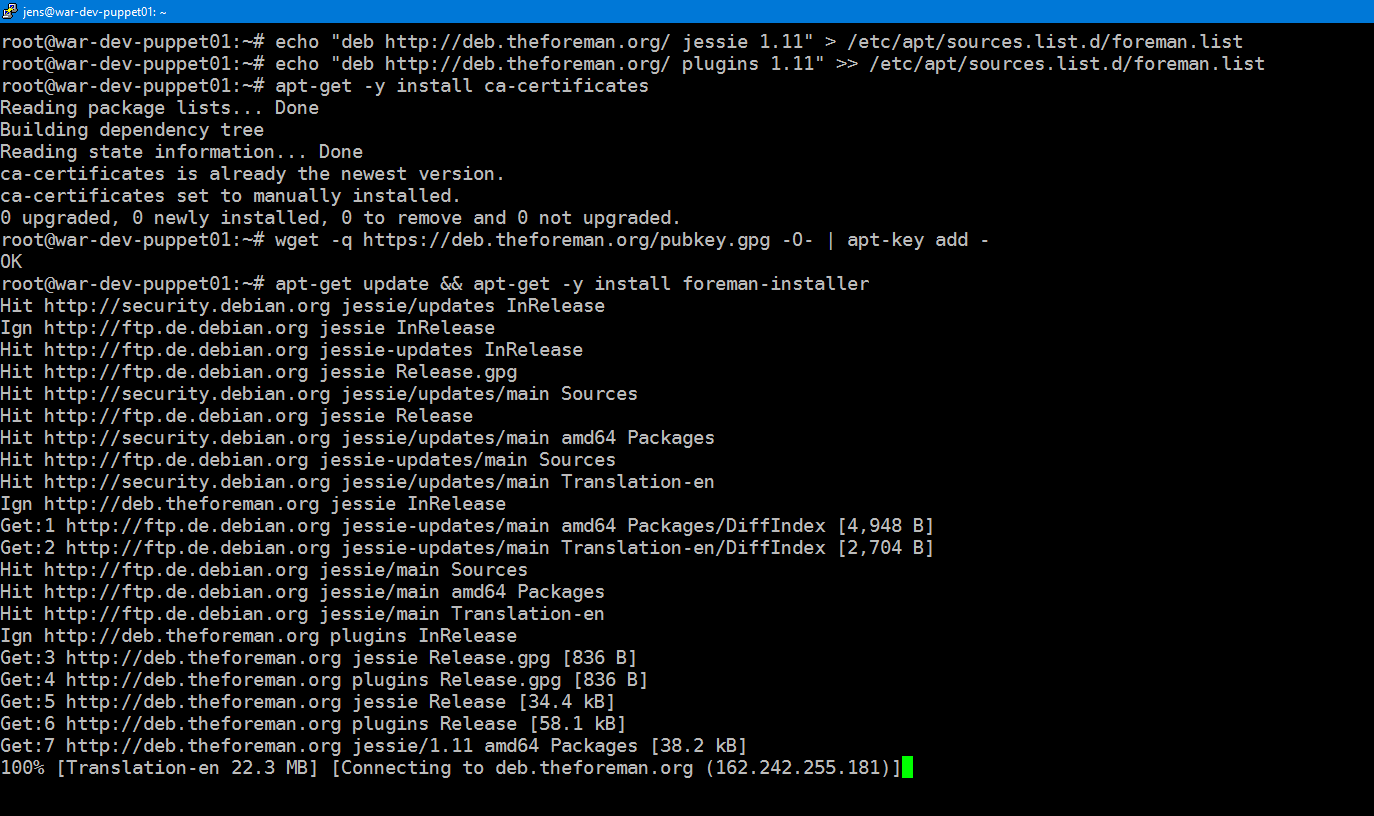 jens@war-dev-puppet01: ~
root@war-dev-puppet01:~# echo "deb http://deb.theforeman.org/ jessie 1.11" > /etc/apt/sources.list.d/foreman.list
root@war-dev-puppet01:~# echo "deb http://deb.theforeman.org/ plugins 1.11" >> /etc/apt/sources.list.d/foreman.list
root@war-dev-puppet01:~# apt-get -y install ca-certificates
Reading package lists... Done
Building dependency tree
Reading state information... Done
ca-certificates is already the newest version.
ca-certificates set to manually installed.
0 upgraded, 0 newly installed, 0 to remove and 0 not upgraded.
root@war-dev-puppet01:~# wget -q https://deb.theforeman.org/pubkey.gpg -O- | apt-key add -
OK
root@war-dev-puppet01:~# apt-get update && apt-get -y install foreman-installer
Hit http://security.debian.org jessie/updates InRelease
Ign http://ftp.de.debian.org jessie InRelease
Hit http://ftp.de.debian.org jessie-updates InRelease
Hit http://ftp.de.debian.org jessie Release.gpg
Hit http://security.debian.org jessie/updates/main Sources
Hit http://ftp.de.debian.org jessie Release
Hit http://security.debian.org jessie/updates/main amd64 Packages
Hit http://ftp.de.debian.org jessie-updates/main Sources
Hit http://security.debian.org jessie/updates/main Translation-en
Ign http://deb.theforeman.org jessie InRelease
Get:1 http://ftp.de.debian.org jessie-updates/main amd64 Packages/DiffIndex [4,948 B]
Get:2 http://ftp.de.debian.org jessie-updates/main Translation-en/DiffIndex [2,704 B]
Hit http://ftp.de.debian.org jessie/main Sources
Hit http://ftp.de.debian.org jessie/main amd64 Packages
Hit http://ftp.de.debian.org jessie/main Translation-en
Ign http://deb.theforeman.org plugins InRelease
Get:3 http://deb.theforeman.org jessie Release.gpg [836 B]
Get:4 http://deb.theforeman.org plugins Release.gpg [836 B]
Get:5 http://deb.theforeman.org jessie Release [34.4 kB]
Get:6 http://deb.theforeman.org plugins Release [58.1 kB]
Get:7 http://deb.theforeman.org jessie/1.11 amd64 Packages [38.2 kB]
100% [Translation-en 22.3 MB] [Connecting to deb.theforeman.org (162.242.255.181)]